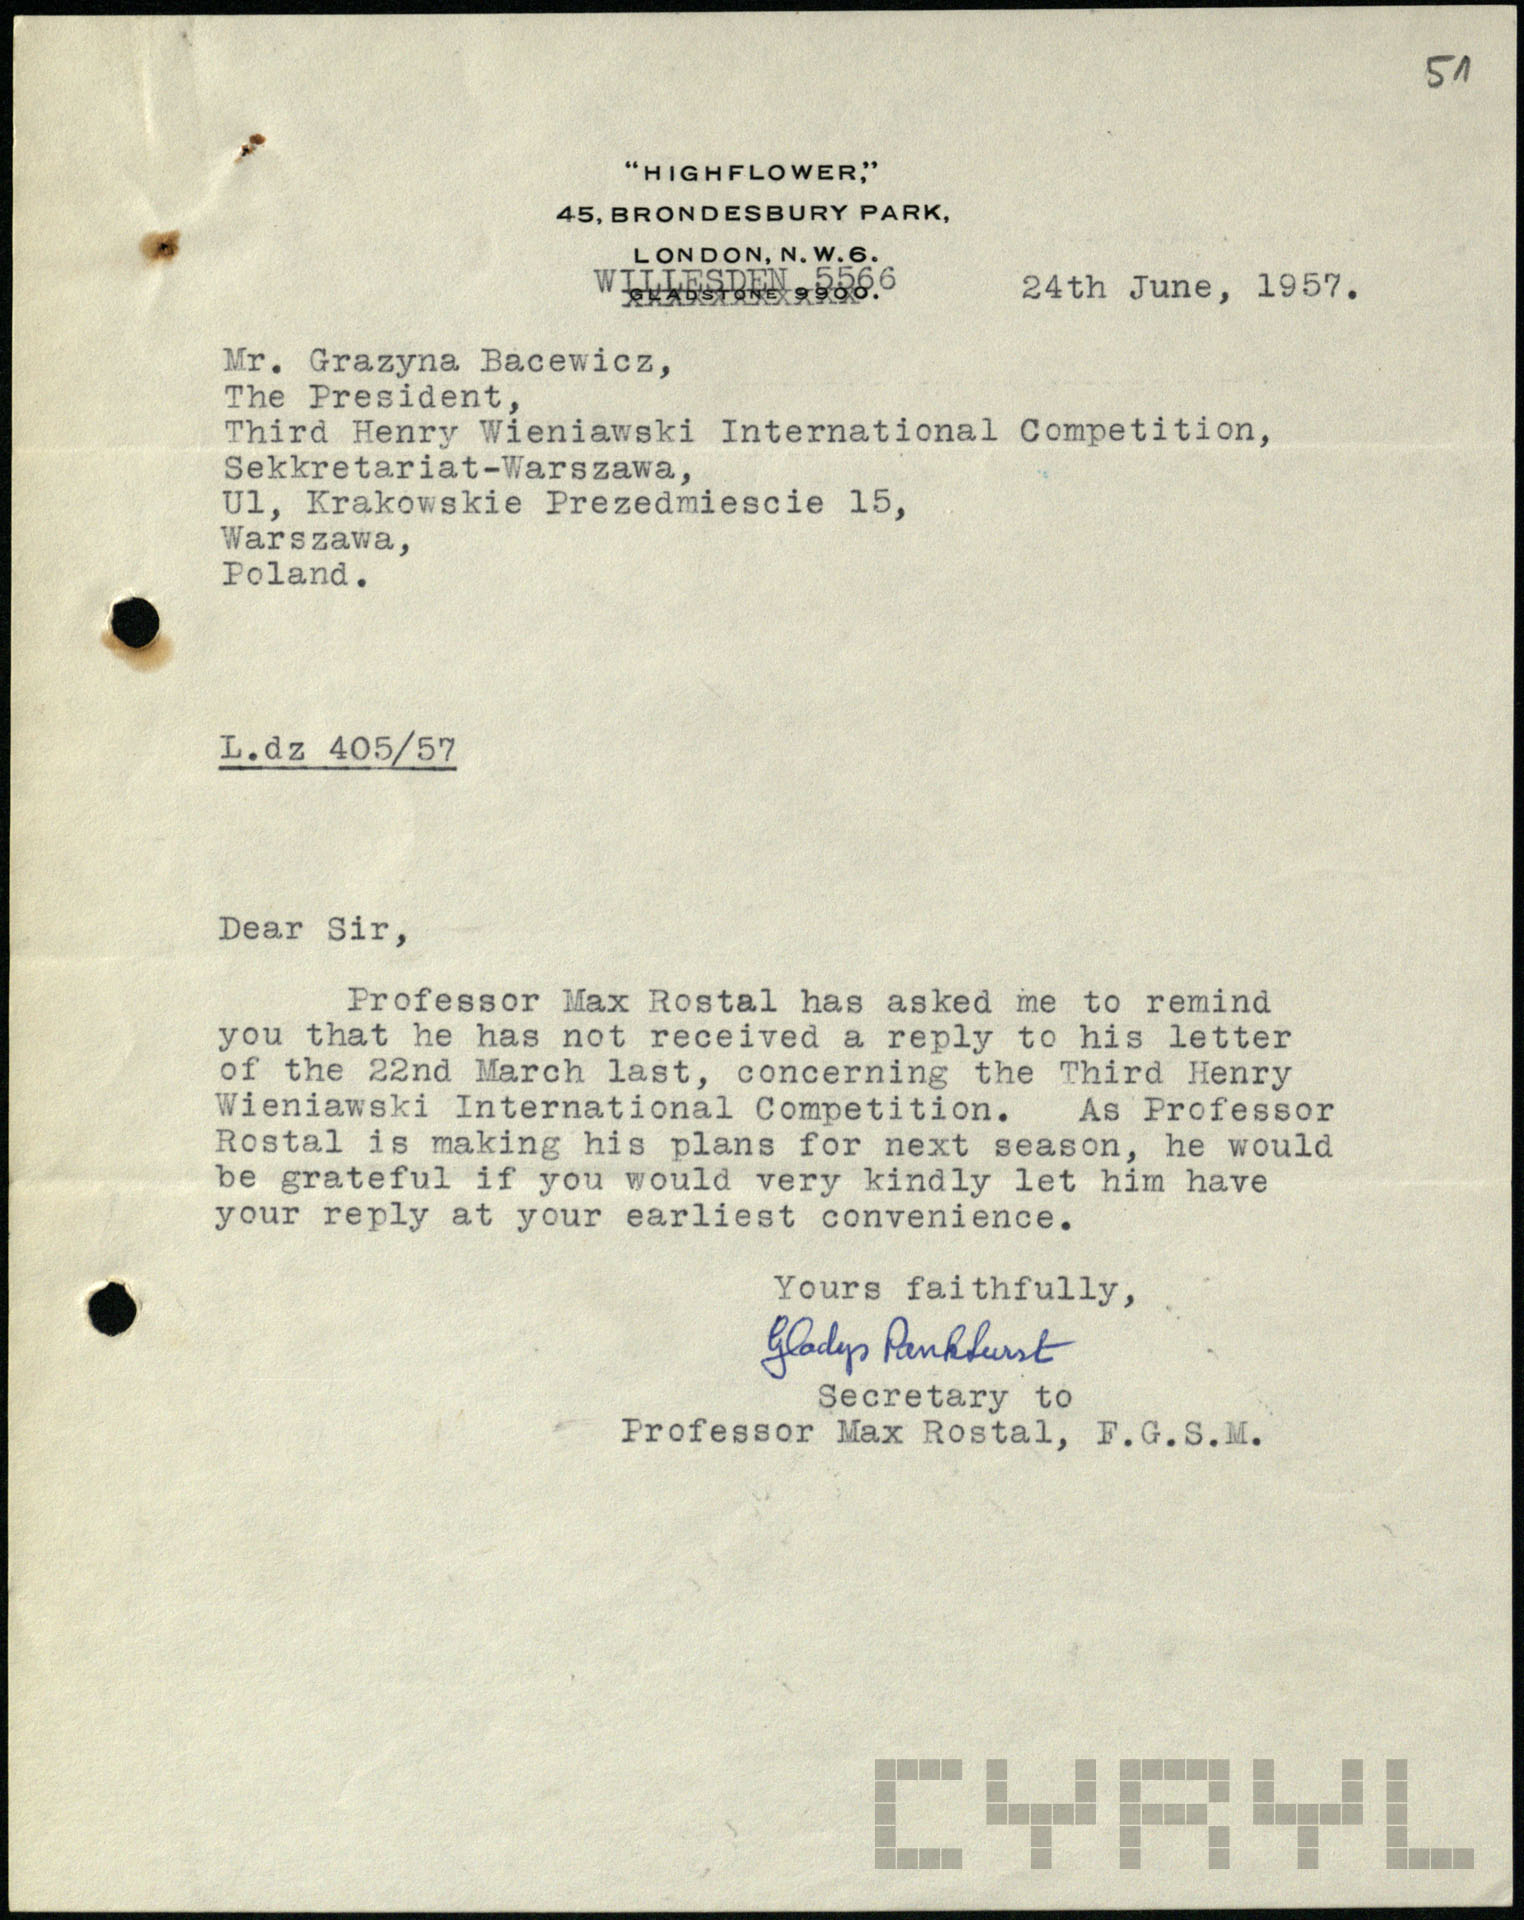 51
"HIGHFLOWER,"
45, BRONDESBURY PARK,
LONDON, N.W.6.
WILLESDEN 5566
GLADSTONE 9900.
24th June, 1957.
Mr. Grazyna Bacewicz,
The President,
Third Henry Wieniawski International Competition,
Sekkretariat-Warszawa,
Ul, Krakowskie Prezedmiescie 15,
Warszawa,
Poland.
L.dz 405/57
Dear Sir,
Professor Max Rostal has asked me to remind
you that he has not received a reply to his letter
of the 22nd March last, concerning the Third Henry
Wieniawski International Competition. As Professor
Rostal is making his plans for next season, he would
be grateful if you would very kindly let him have
your reply at your earliest convenience.
Yours faithfully,
Gladys Pankhurst
Secretary to
Professor Max Rostal, F.G.S.M.
CYRYL